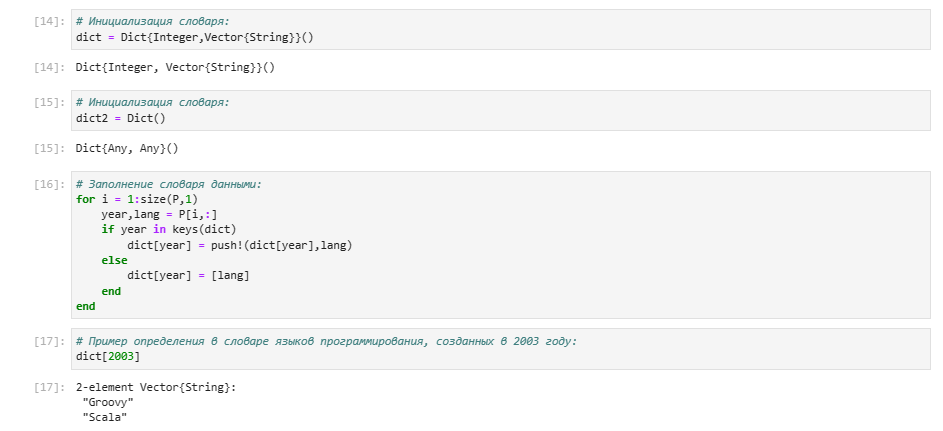 [14]: # Инициализация словаря:
dict = Dict{Integer,Vector{String}}()
[14]: Dict{Integer, Vector{String}}()
[15]: # Инициализация словаря:
dict2 = Dict()
[15]: Dict{Any, Any}()
[16]: # Заполнение словаря данными:
for i = 1:size(P,1)
    year,lang = P[i,:]
    if year in keys(dict)
        dict[year] = push!(dict[year],lang)
    else
        dict[year] = [lang]
    end
end
[17]: # Пример определения в словаре языков программирования, созданных в 2003 году:
dict[2003]
[17]: 2-element Vector{String}:
 "Groovy"
 "Scala"